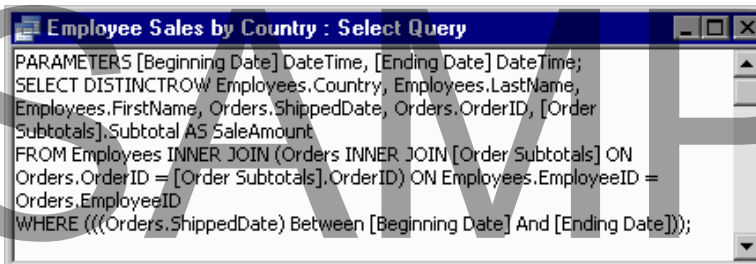 Employee Sales by Country : Select Query
PARAMETERS [Beginning Date] DateTime, [Ending Date] DateTime;
SELECT DISTINCTROW Employees.Country, Employees.LastName,
Employees.FirstName, Orders.ShippedDate, Orders.OrderID, [Order
Subtotals].Subtotal AS SaleAmount
FROM Employees INNER JOIN (Orders INNER JOIN [Order Subtotals] ON
Orders.OrderID = [Order Subtotals].OrderID) ON Employees.EmployeeID =
Orders.EmployeeID
WHERE (((Orders.ShippedDate) Between [Beginning Date] And [Ending Date]));
SAMP